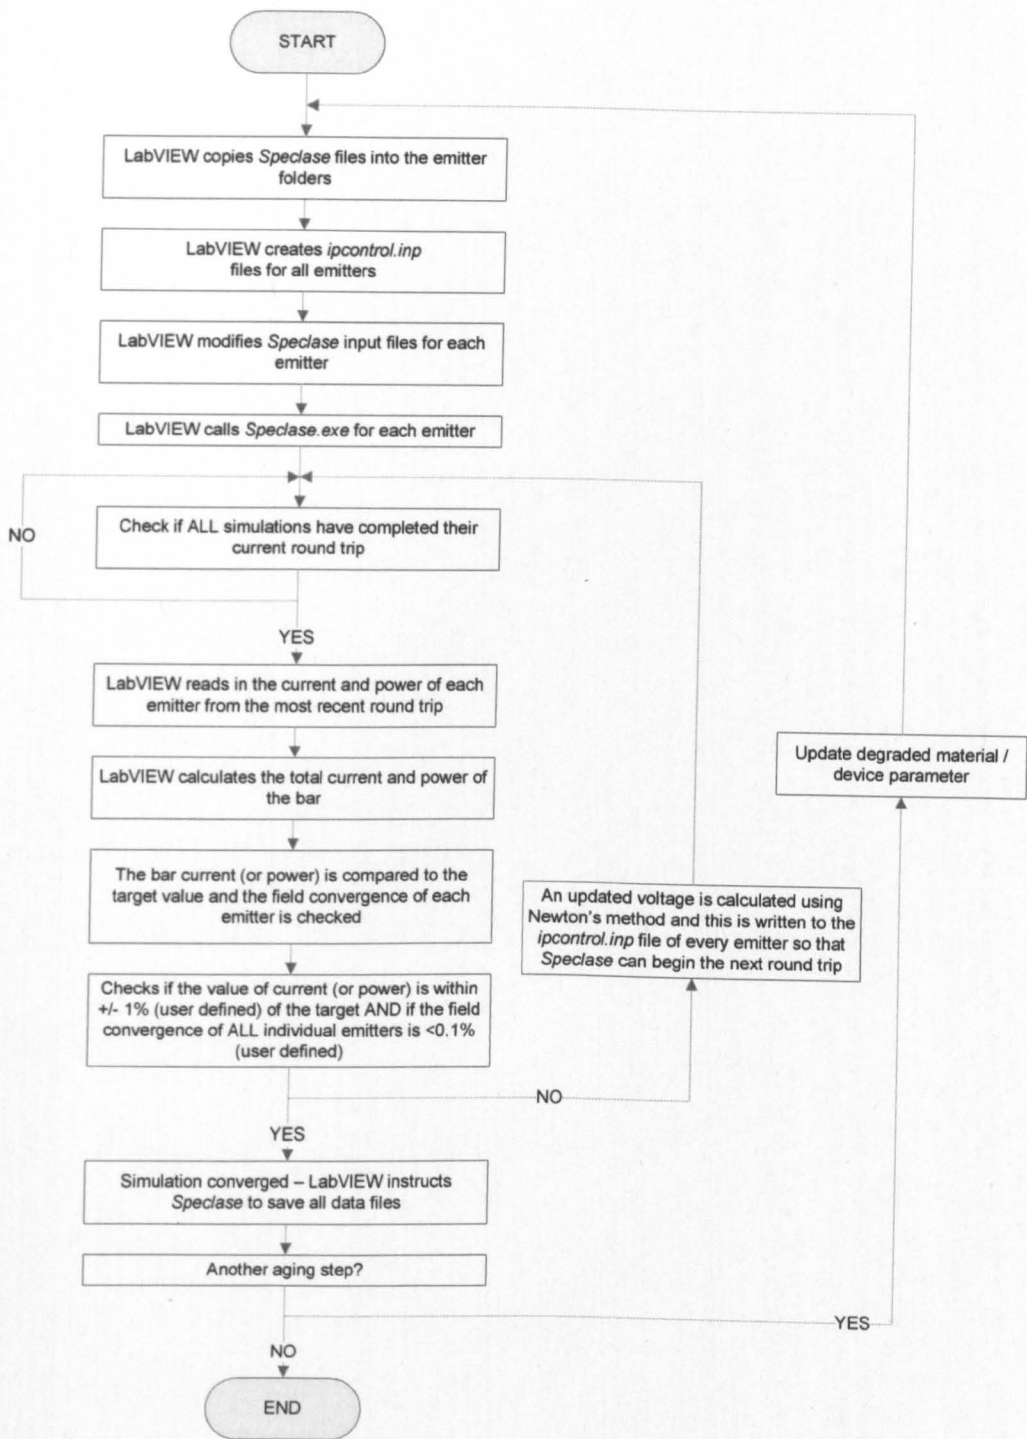 START
LabVIEW copies Speclase files into the emitter
folders
LabVIEW creates ipcontrol.inp
files for all emitters
LabVIEW modifies Speclase input files for each
emitter
LabVIEW calls Speclase.exe for each emitter
NO
Check if ALL simulations have completed their
current round trip
YES
LabVIEW reads in the current and power of each
emitter from the most recent round trip
LabVIEW calculates the total current and power of
the bar
Update degraded material /
device parameter
The bar current (or power) is compared to the
target value and the field convergence of each
emitter is checked
An updated voltage is calculated using
Newton's method and this is written to the
ipcontrol.inp file of every emitter so that
Speclase can begin the next round trip
Checks if the value of current (or power) is within
+/- 1% (user defined) of the target AND if the field
convergence of ALL individual emitters is <0.1%
(user defined)
NO
YES
Simulation converged – LabVIEW instructs
Speclase to save all data files
Another aging step?
YES
NO
END